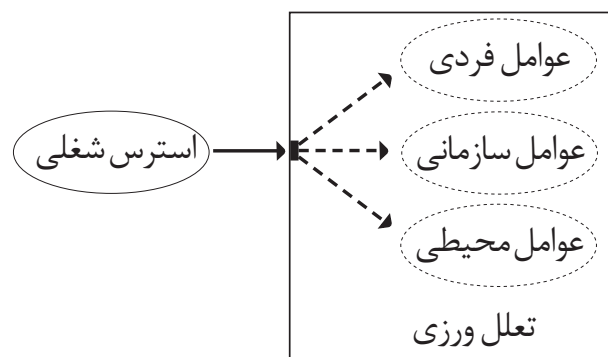 عوامل فردی
استرس شغلی
عوامل سازمانی
عوامل محیطی
تعلل ورزی